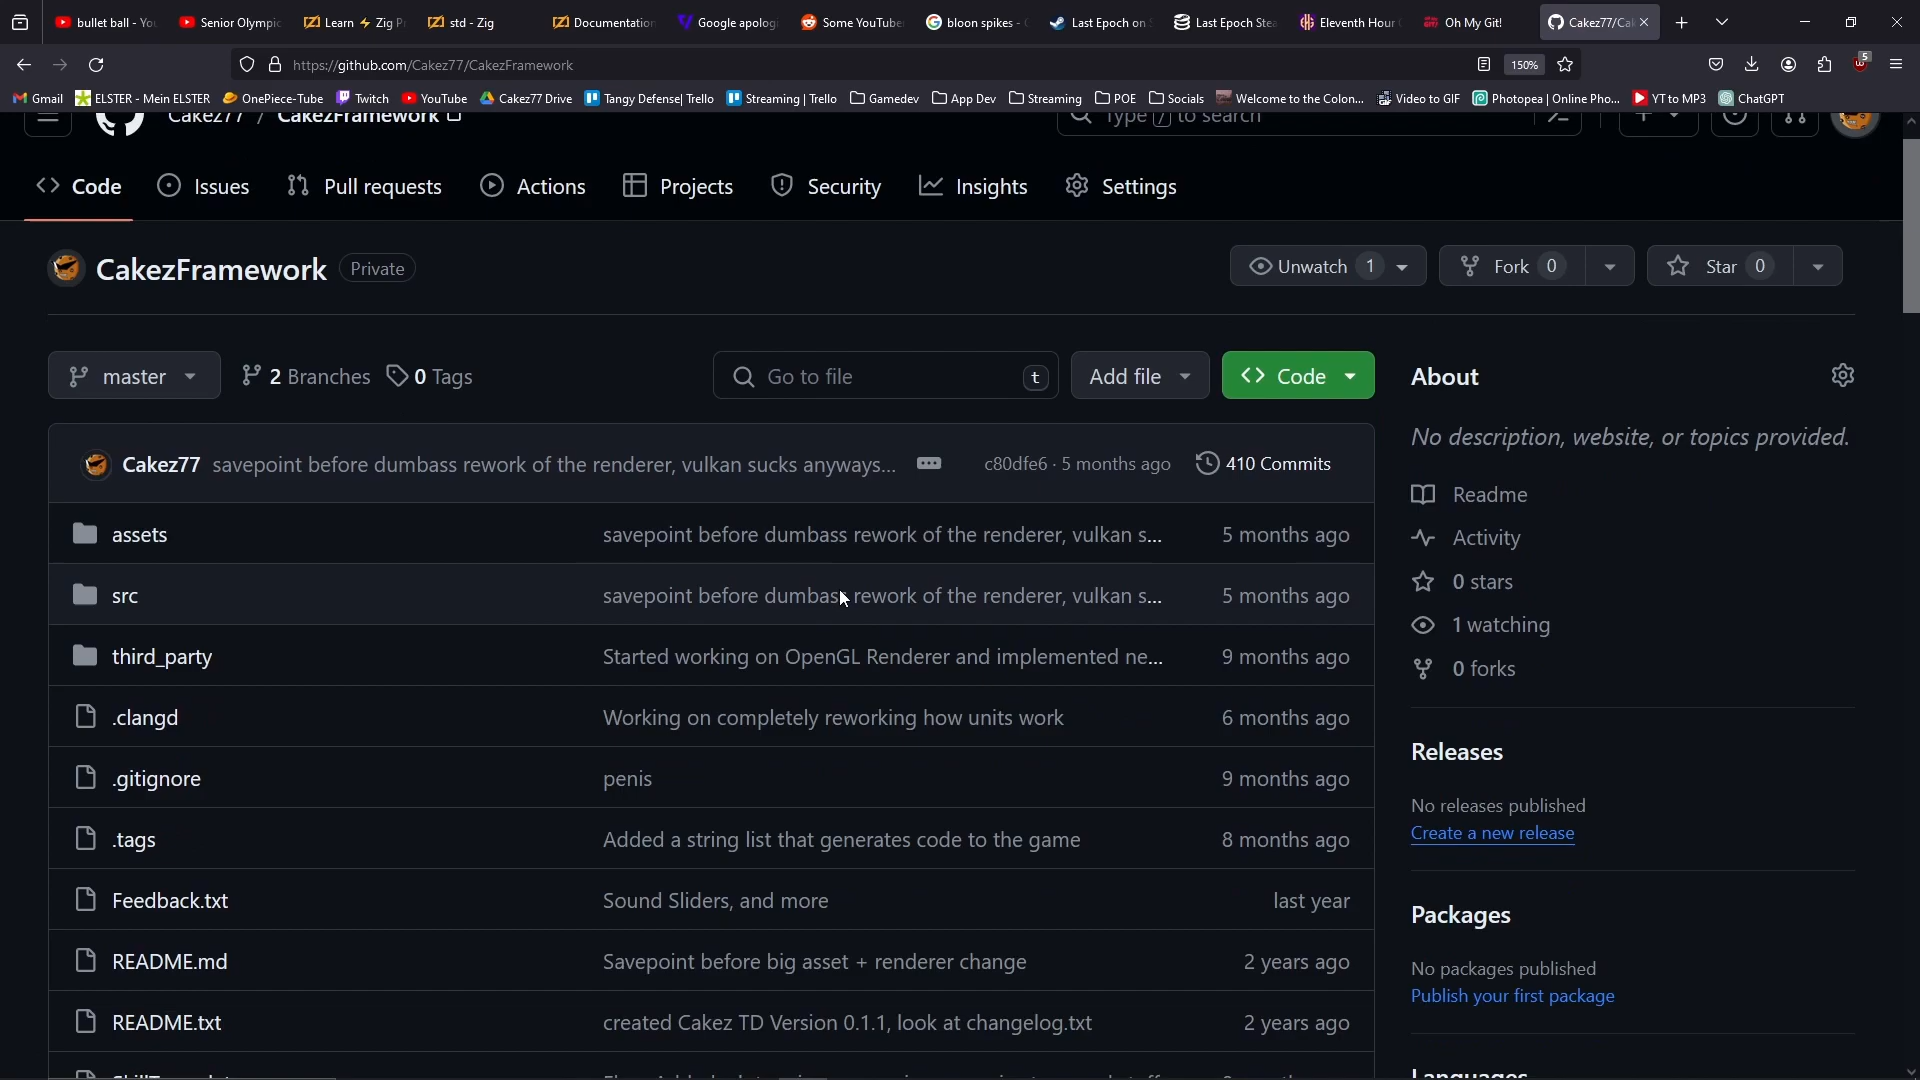 bullet ball - You
Senior Olympic
Learn ⚡ Zig P
std - Zig
Documentation
Google apolog
Some YouTube
bloon spikes - G
Last Epoch on S
Last Epoch Stea
Eleventh Hour
Oh My Git!
Cakez77/Cak
https://github.com/Cakez77/CakezFramework
150%
5
Gmail
ELSTER - Mein ELSTER
OnePiece-Tube
Twitch
YouTube
Cakez77 Drive
Tangy Defense| Trello
Streaming | Trello
Gamedev
App Dev
Streaming
POE
Socials
Welcome to the Colon...
Video to GIF
Photopea | Online Pho...
YT to MP3
ChatGPT
Cakez77 / CakezFramework
Type / to search
Code
Issues
Pull requests
Actions
Projects
Security
Insights
Settings
CakezFramework Private
Unwatch 1
Fork 0
Star 0
master
2 Branches
0 Tags
Go to file t
Add file
Code
Cakez77 savepoint before dumbass rework of the renderer, vulkan sucks anyways... c80dfe6 · 5 months ago 410 Commits
assets savepoint before dumbass rework of the renderer, vulkan s... 5 months ago
src savepoint before dumbass rework of the renderer, vulkan s... 5 months ago
third_party Started working on OpenGL Renderer and implemented ne... 9 months ago
.clangd Working on completely reworking how units work 6 months ago
.gitignore penis 9 months ago
.tags Added a string list that generates code to the game 8 months ago
Feedback.txt Sound Sliders, and more last year
README.md Savepoint before big asset + renderer change 2 years ago
README.txt created Cakez TD Version 0.1.1, look at changelog.txt 2 years ago
About
No description, website, or topics provided.
Readme
Activity
0 stars
1 watching
0 forks
Releases
No releases published
Create a new release
Packages
No packages published
Publish your first package
Languages